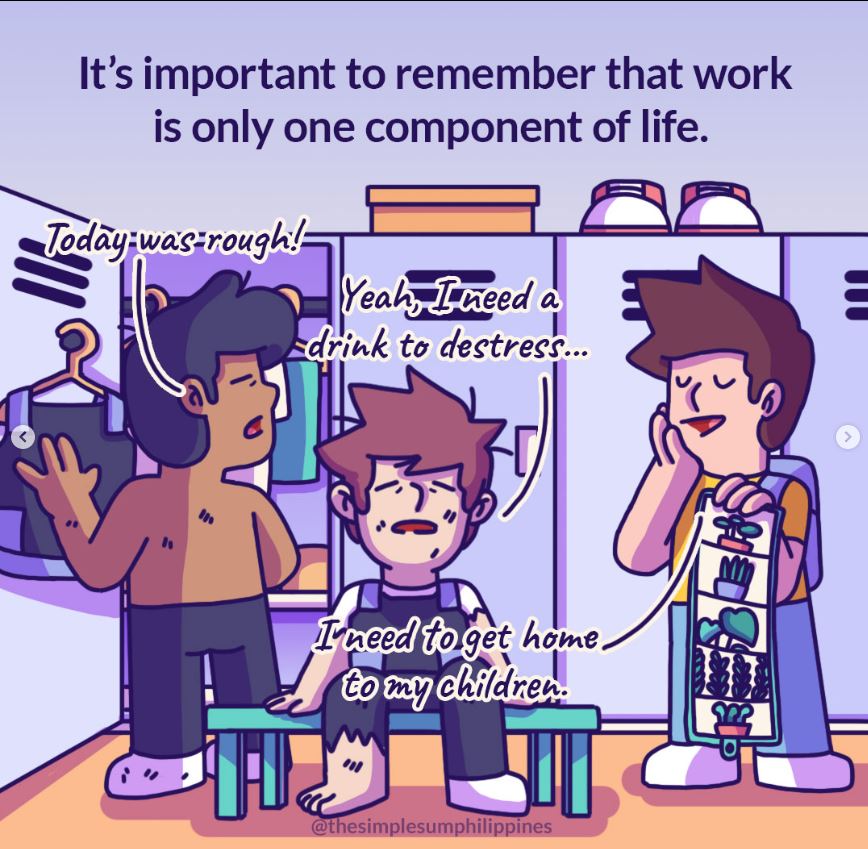 It’s important to remember that work
is only one component of life.
Today was rough!
Yeah, I need a
drink to destress...
I need to get home
to my children.
@thesimplesumphilippines